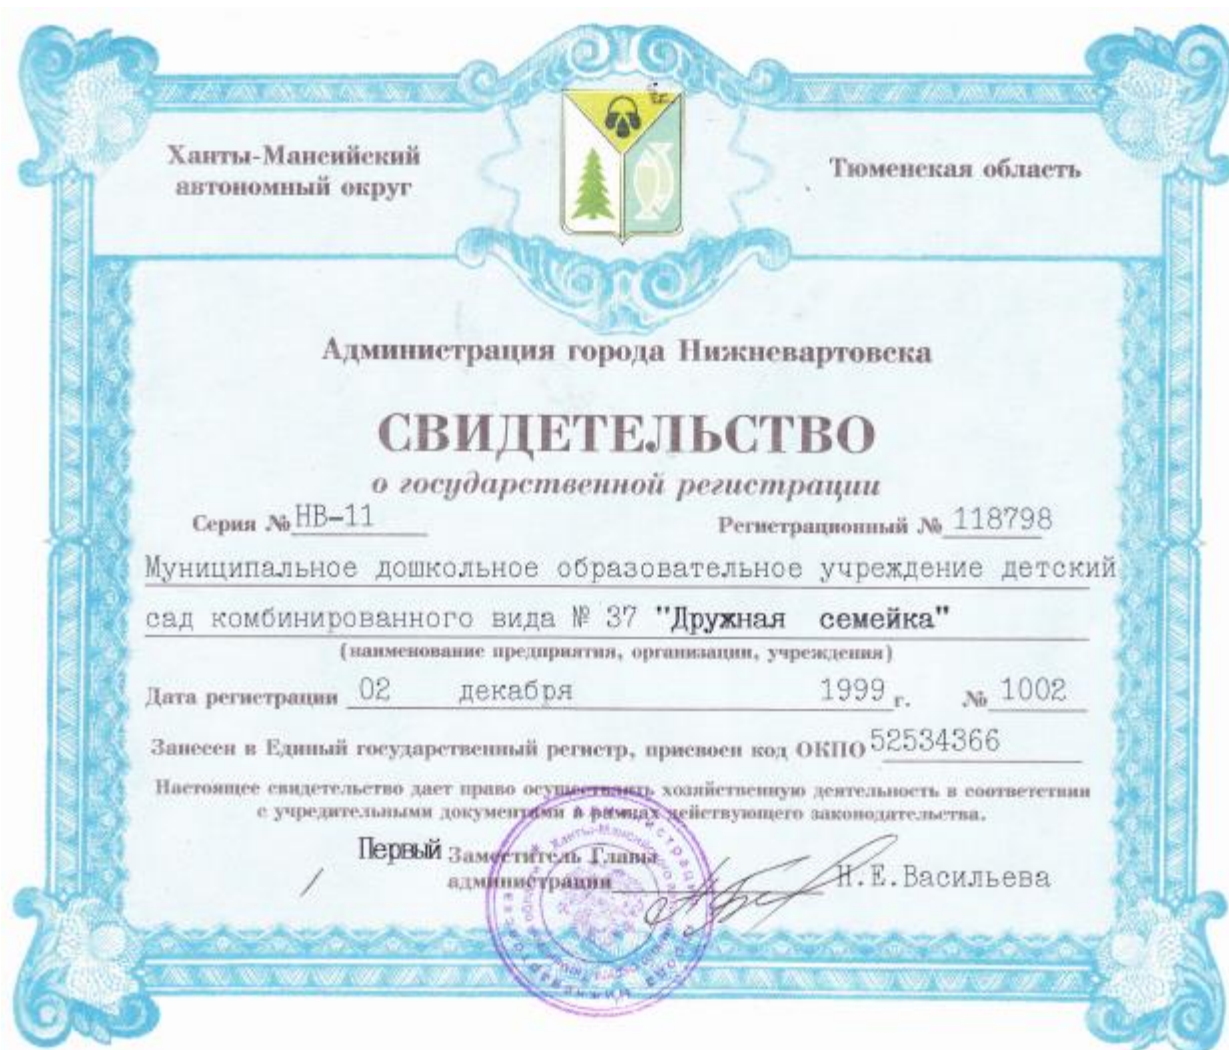 Ханты-Мансийский
автономный округ
Тюменская область
Администрация города Нижневартовска
СВИДЕТЕЛЬСТВО
о государственной регистрации
Серия № НВ-11 Регистрационный № 118798
Муниципальное дошкольное образовательное учреждение детский
сад комбинированного вида № 37 "Дружная семейка"
(наименование предприятия, организации, учреждения)
Дата регистрации 02 декабря 1999 г. № 1002
Занесен в Единый государственный регистр, присвоен код ОКПО 52534366
Настоящее свидетельство дает право осуществлять хозяйственную деятельность в соответствии
с учредительными документами в рамках действующего законодательства.
Первый Заместитель Главы
администрации Н.Е.Васильева